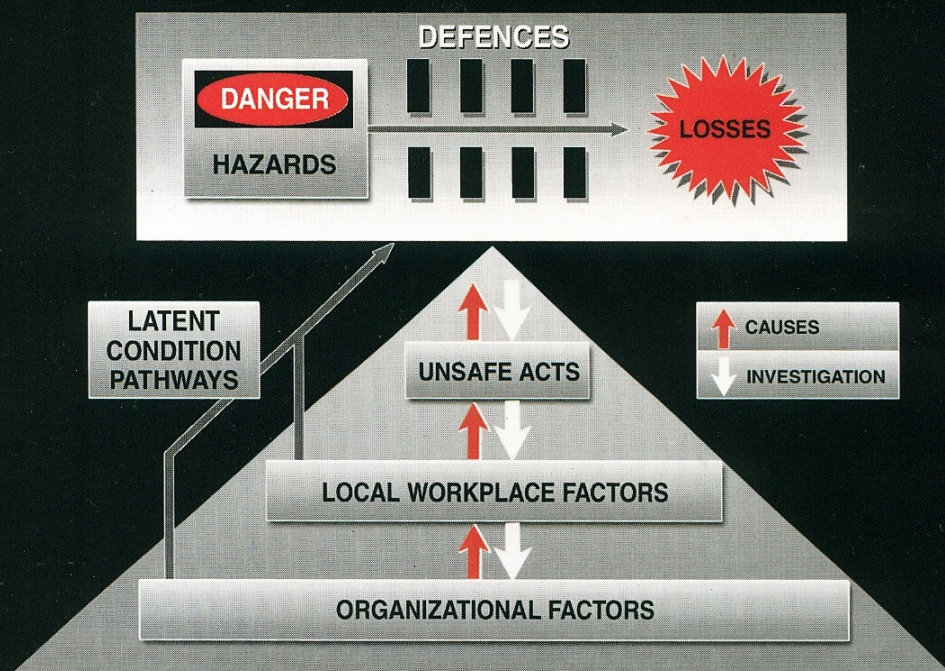 DEFENCES
DANGER
HAZARDS
LOSSES
LATENT
CONDITION
PATHWAYS
CAUSES
INVESTIGATION
UNSAFE ACTS
LOCAL WORKPLACE FACTORS
ORGANIZATIONAL FACTORS